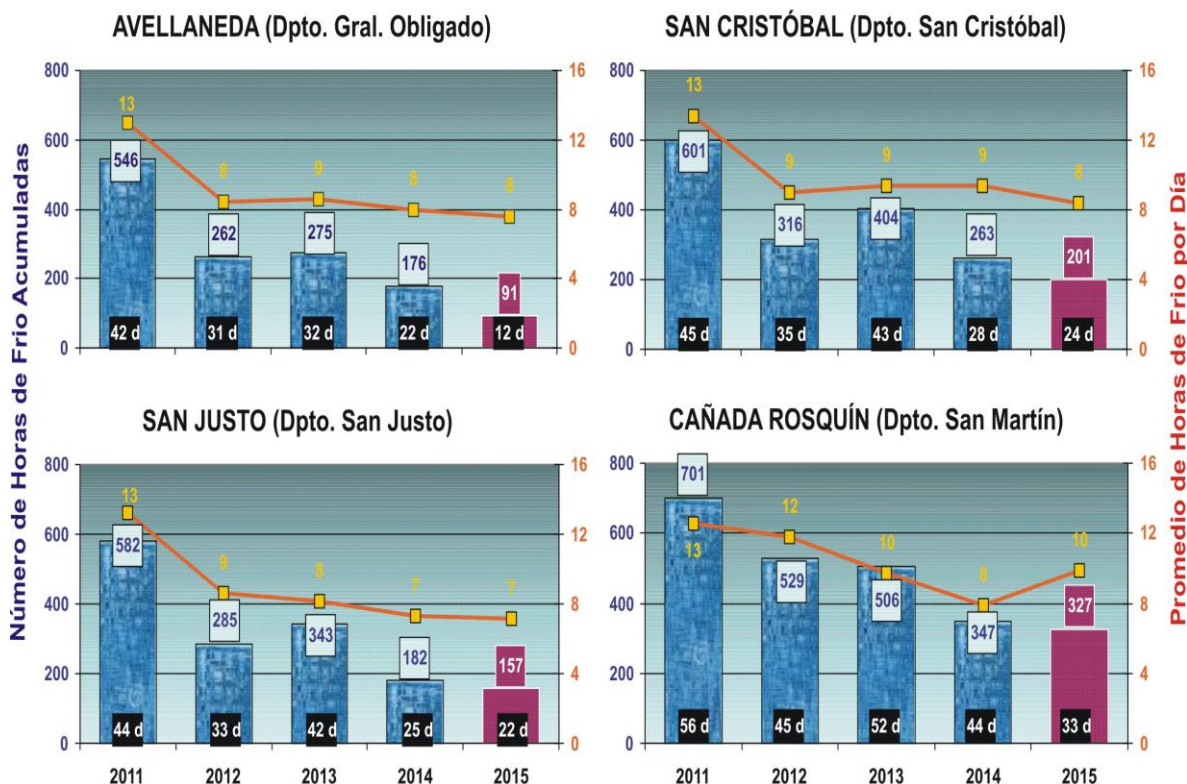 AVELLANEDA (Dpto. Gral. Obligado)
800
600
400
200
0
16
12
8
4
0
13
8
9
8
8
546
262
275
176
91
42 d
31 d
32 d
22 d
12 d
SAN CRISTÓBAL (Dpto. San Cristóbal)
800
600
400
200
0
16
12
8
4
0
13
9
9
9
8
601
316
404
263
201
45 d
35 d
43 d
28 d
24 d
Número de Horas de Frio Acumuladas
Promedio de Horas de Frio por Día
SAN JUSTO (Dpto. San Justo)
800
600
400
200
0
16
12
8
4
0
13
9
8
7
7
582
285
343
182
157
44 d
33 d
42 d
25 d
22 d
2011 2012 2013 2014 2015
CAÑADA ROSQUÍN (Dpto. San Martín)
800
600
400
200
0
16
12
8
4
0
13
12
10
8
10
701
529
506
347
327
56 d
45 d
52 d
44 d
33 d
2011 2012 2013 2014 2015